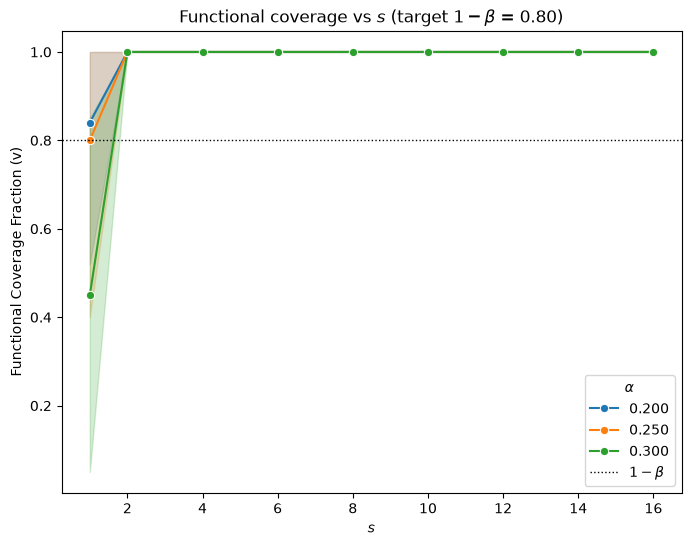 Functional coverage vs s (target 1 − β = 0.80)
Functional Coverage Fraction (v)
1.0
0.8
0.6
0.4
0.2
2 4 6 8 10 12 14 16
s
α
0.200
0.250
0.300
1 − β